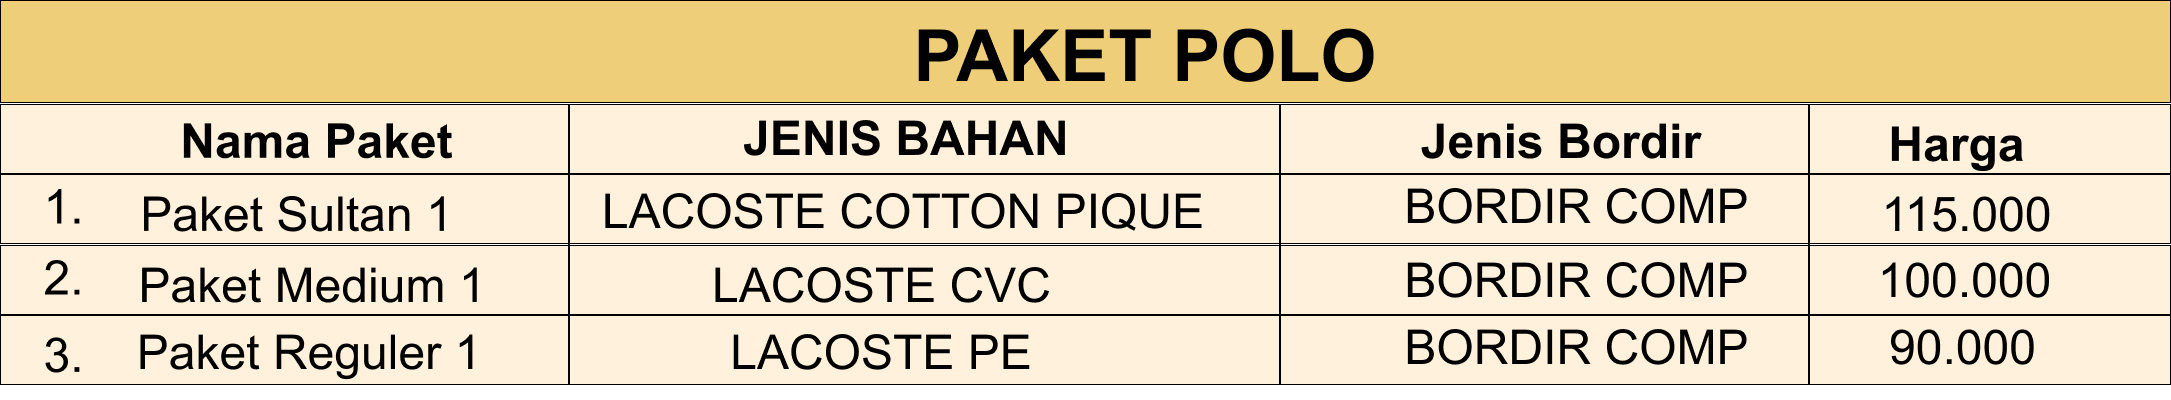 PAKET POLO
Nama Paket JENIS BAHAN Jenis Bordir Harga
1. Paket Sultan 1 LACOSTE COTTON PIQUE BORDIR COMP 115.000
2. Paket Medium 1 LACOSTE CVC BORDIR COMP 100.000
3. Paket Reguler 1 LACOSTE PE BORDIR COMP 90.000